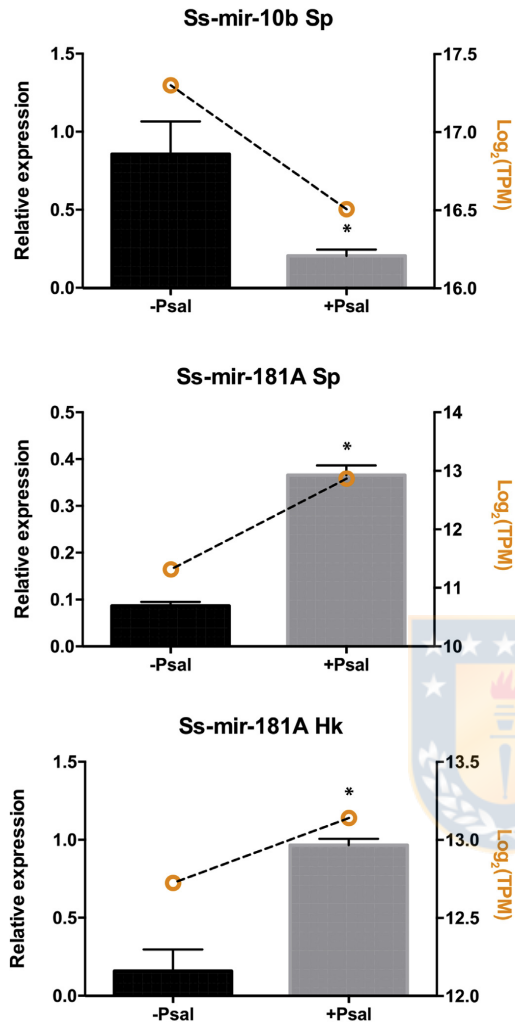 Ss-mir-10b Sp
Relative expression
1.5
1.0
0.5
0.0
17.5
17.0
16.5
16.0
Log2(TPM)
*
-Psal
+Psal
Ss-mir-181A Sp
Relative expression
0.5
0.4
0.3
0.2
0.1
0.0
14
13
12
11
10
Log2(TPM)
*
-Psal
+Psal
Ss-mir-181A Hk
Relative expression
1.5
1.0
0.5
0.0
13.5
13.0
12.5
12.0
Log2(TPM)
*
-Psal
+Psal